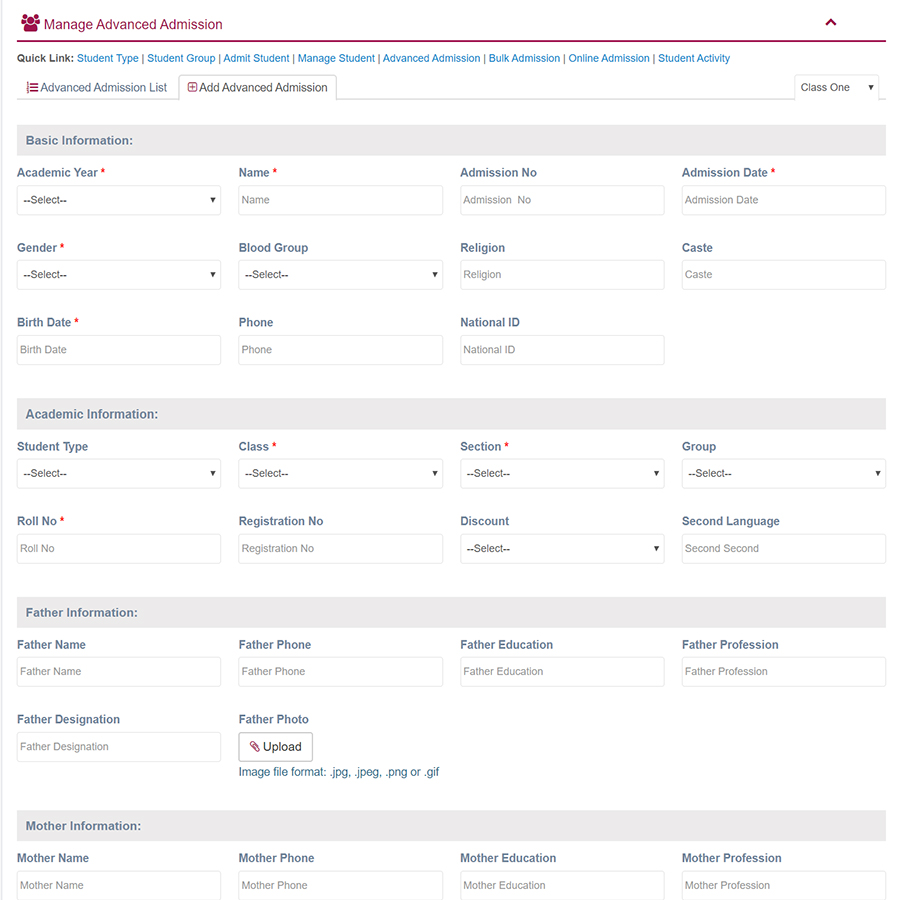 Manage Advanced Admission
Quick Link: Student Type | Student Group | Admit Student | Manage Student | Advanced Admission | Bulk Admission | Online Admission | Student Activity
Advanced Admission List Add Advanced Admission Class One
Basic Information:
Academic Year * Name * Admission No Admission Date *
--Select-- Name Admission No Admission Date
Gender * Blood Group Religion Caste
--Select-- --Select-- Religion Caste
Birth Date * Phone National ID
Birth Date Phone National ID
Academic Information:
Student Type Class * Section * Group
--Select-- --Select-- --Select-- --Select--
Roll No * Registration No Discount Second Language
Roll No Registration No --Select-- Second Second
Father Information:
Father Name Father Phone Father Education Father Profession
Father Name Father Phone Father Education Father Profession
Father Designation Father Photo
Father Designation Upload
Image file format: .jpg, .jpeg, .png or .gif
Mother Information:
Mother Name Mother Phone Mother Education Mother Profession
Mother Name Mother Phone Mother Education Mother Profession